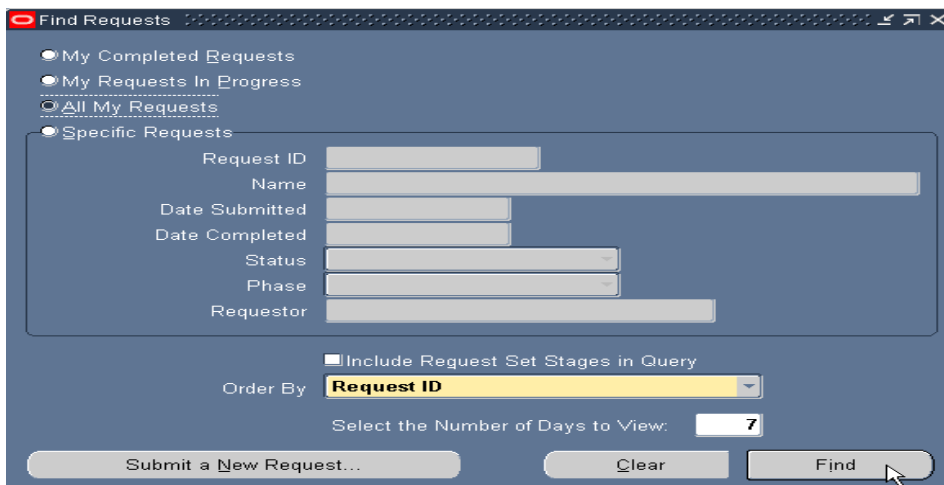 Find Requests
My Completed Requests
My Requests In Progress
All My Requests
Specific Requests
Request ID
Name
Date Submitted
Date Completed
Status
Phase
Requestor
Include Request Set Stages in Query
Order By Request ID
Select the Number of Days to View: 7
Submit a New Request... Clear Find